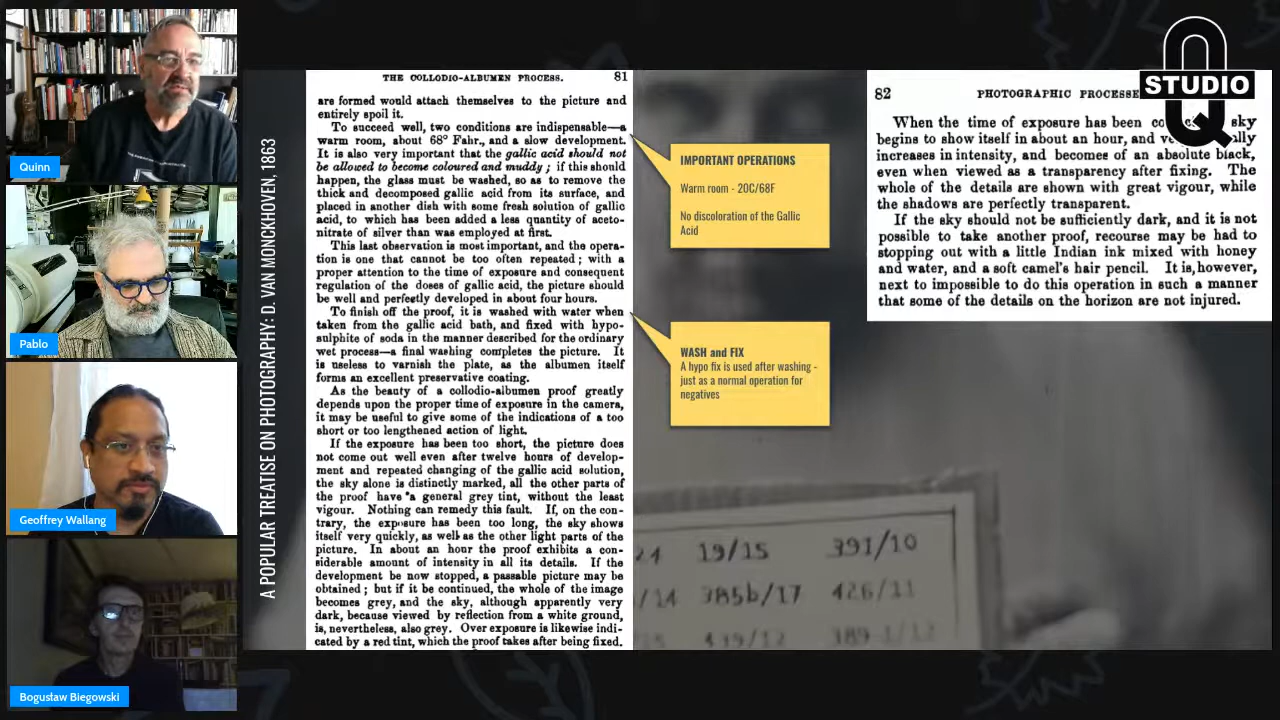 Quinn
Pablo
Geoffrey Wallang
Bogusław Biegowski
A POPULAR TREATISE ON PHOTOGRAPHY: D. VAN MONCKHOVEN, 1863
THE COLLODIO-ALBUMEN PROCESS. 81
are formed would attach themselves to the picture and
entirely spoil it.
To succeed well, two conditions are indispensable—a
warm room, about 68° Fahr., and a slow development.
It is also very important that the gallic acid should not
be allowed to become coloured and muddy; if this should
happen, the glass must be washed, so as to remove the
thick and decomposed gallic acid from its surface, and
placed in another dish with some fresh solution of gallic
acid, to which has been added a less quantity of aceto-
nitrate of silver than was employed at first.
This last observation is most important, and the opera-
tion is one that cannot be too often repeated; with a
proper attention to the time of exposure and consequent
regulation of the doses of gallic acid, the picture should
be well and perfectly developed in about four hours.
To finish off the proof, it is washed with water when
taken from the gallic acid bath, and fixed with hypo-
sulphite of soda in the manner described for the ordinary
wet process—a final washing completes the picture. It
is useless to varnish the plate, as the albumen itself
forms an excellent preservative coating.
As the beauty of a collodio-albumen proof greatly
depends upon the proper time of exposure in the camera,
it may be useful to give some of the indications of a too
short or too lengthened action of light.
If the exposure has been too short, the picture does
not come out well even after twelve hours of develop-
ment and repeated changing of the gallic acid solution,
the sky alone is distinctly marked, all the other parts of
the proof have a general grey tint, without the least
vigour. Nothing can remedy this fault. If, on the con-
trary, the exposure has been too long, the sky shows
itself very quickly, as well as the other light parts of the
picture. In about an hour the proof exhibits a con-
siderable amount of intensity in all its details. If the
development be now stopped, a passable picture may be
obtained; but if it be continued, the whole of the image
becomes grey, and the sky, although apparently very
dark, because viewed by reflection from a white ground,
is, nevertheless, also grey. Over exposure is likewise indi-
cated by a red tint, which the proof takes after being fixed.
IMPORTANT OPERATIONS
Warm room - 20C/68F
No discoloration of the Gallic
Acid
WASH and FIX
A hypo fix is used after washing -
just as a normal operation for
negatives
82 PHOTOGRAPHIC PROCESSE
When the time of exposure has been sky
begins to show itself in about an hour, and
increases in intensity, and becomes of an absolute black,
even when viewed as a transparency after fixing. The
whole of the details are shown with great vigour, while
the shadows are perfectly transparent.
If the sky should not be sufficiently dark, and it is not
possible to take another proof, recourse may be had to
stopping out with a little Indian ink mixed with honey
and water, and a soft camel's hair pencil. It is, however,
next to impossible to do this operation in such a manner
that some of the details on the horizon are not injured.
STUDIO
Q
19/15 391/10
/14 385b/17 426/11
439/12 389-1/12